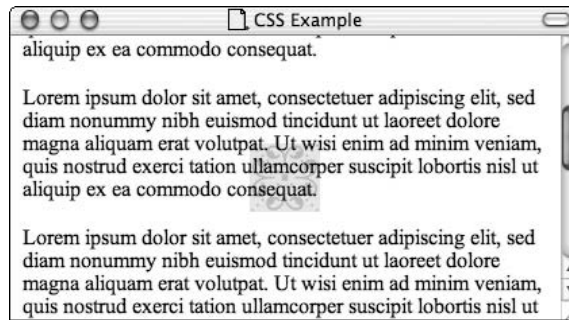 CSS Example
aliquip ex ea commodo consequat.
Lorem ipsum dolor sit amet, consectetuer adipiscing elit, sed
diam nonummy nibh euismod tincidunt ut laoreet dolore
magna aliquam erat volutpat. Ut wisi enim ad minim veniam,
quis nostrud exerci tation ullamcorper suscipit lobortis nisl ut
aliquip ex ea commodo consequat.
Lorem ipsum dolor sit amet, consectetuer adipiscing elit, sed
diam nonummy nibh euismod tincidunt ut laoreet dolore
magna aliquam erat volutpat. Ut wisi enim ad minim veniam,
quis nostrud exerci tation ullamcorper suscipit lobortis nisl ut